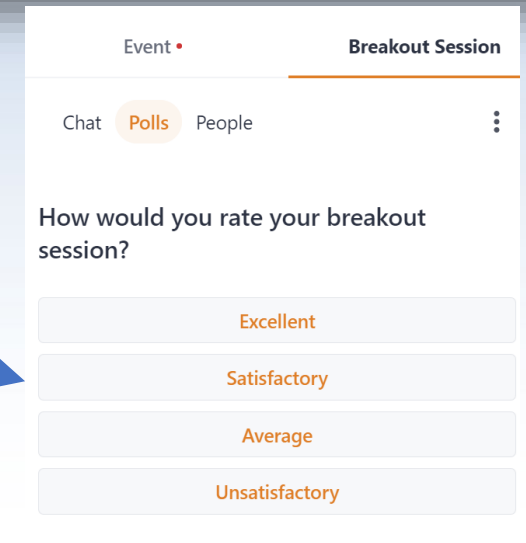 Event
Breakout Session
Chat Polls People
How would you rate your breakout
session?
Excellent
Satisfactory
Average
Unsatisfactory